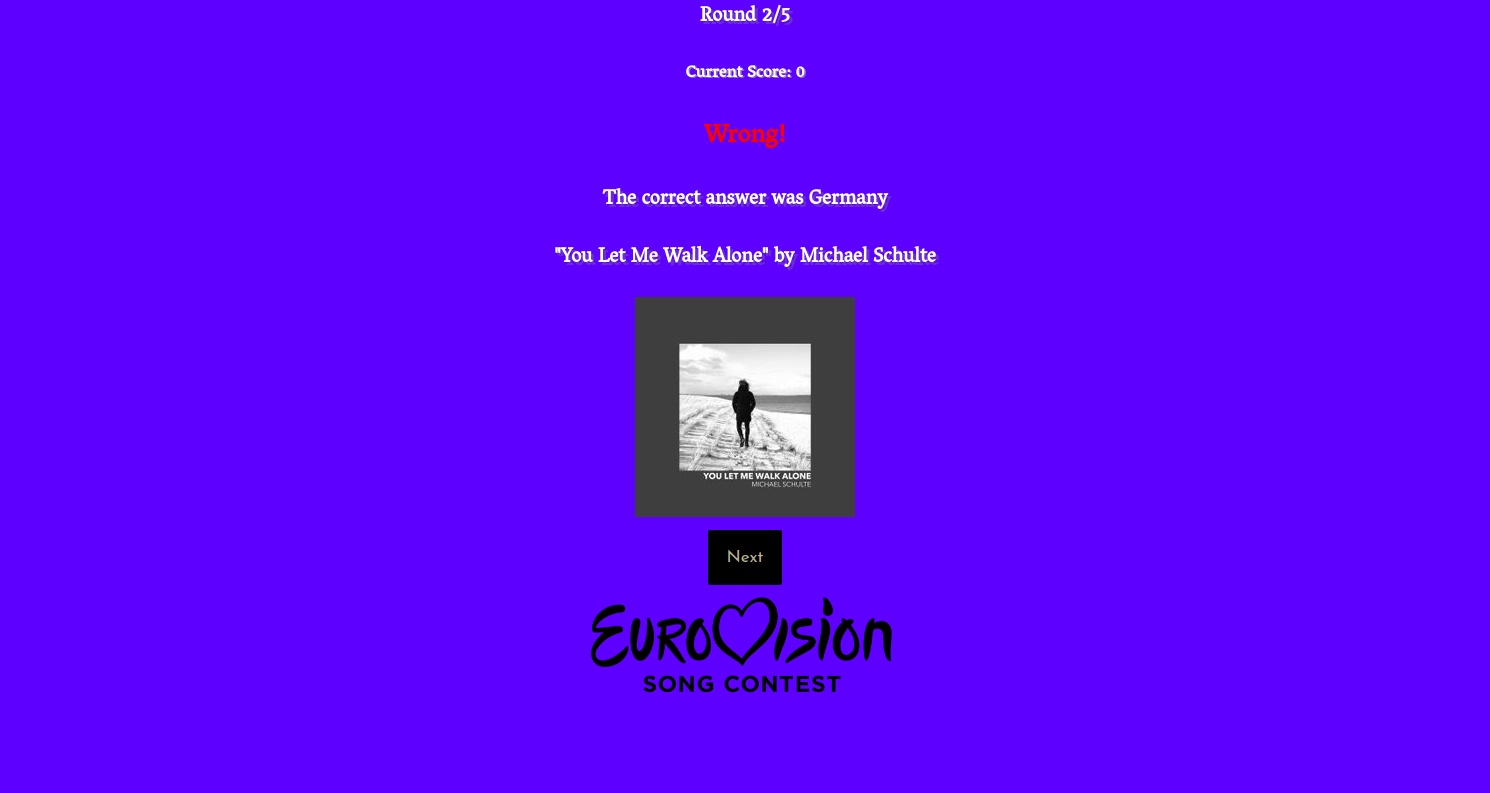 Round 2/5
Current Score: 0
Wrong!
The correct answer was Germany
"You Let Me Walk Alone" by Michael Schulte
YOU LET ME WALK ALONE
MICHAEL SCHULTE
Next
EUROVISION
SONG CONTEST